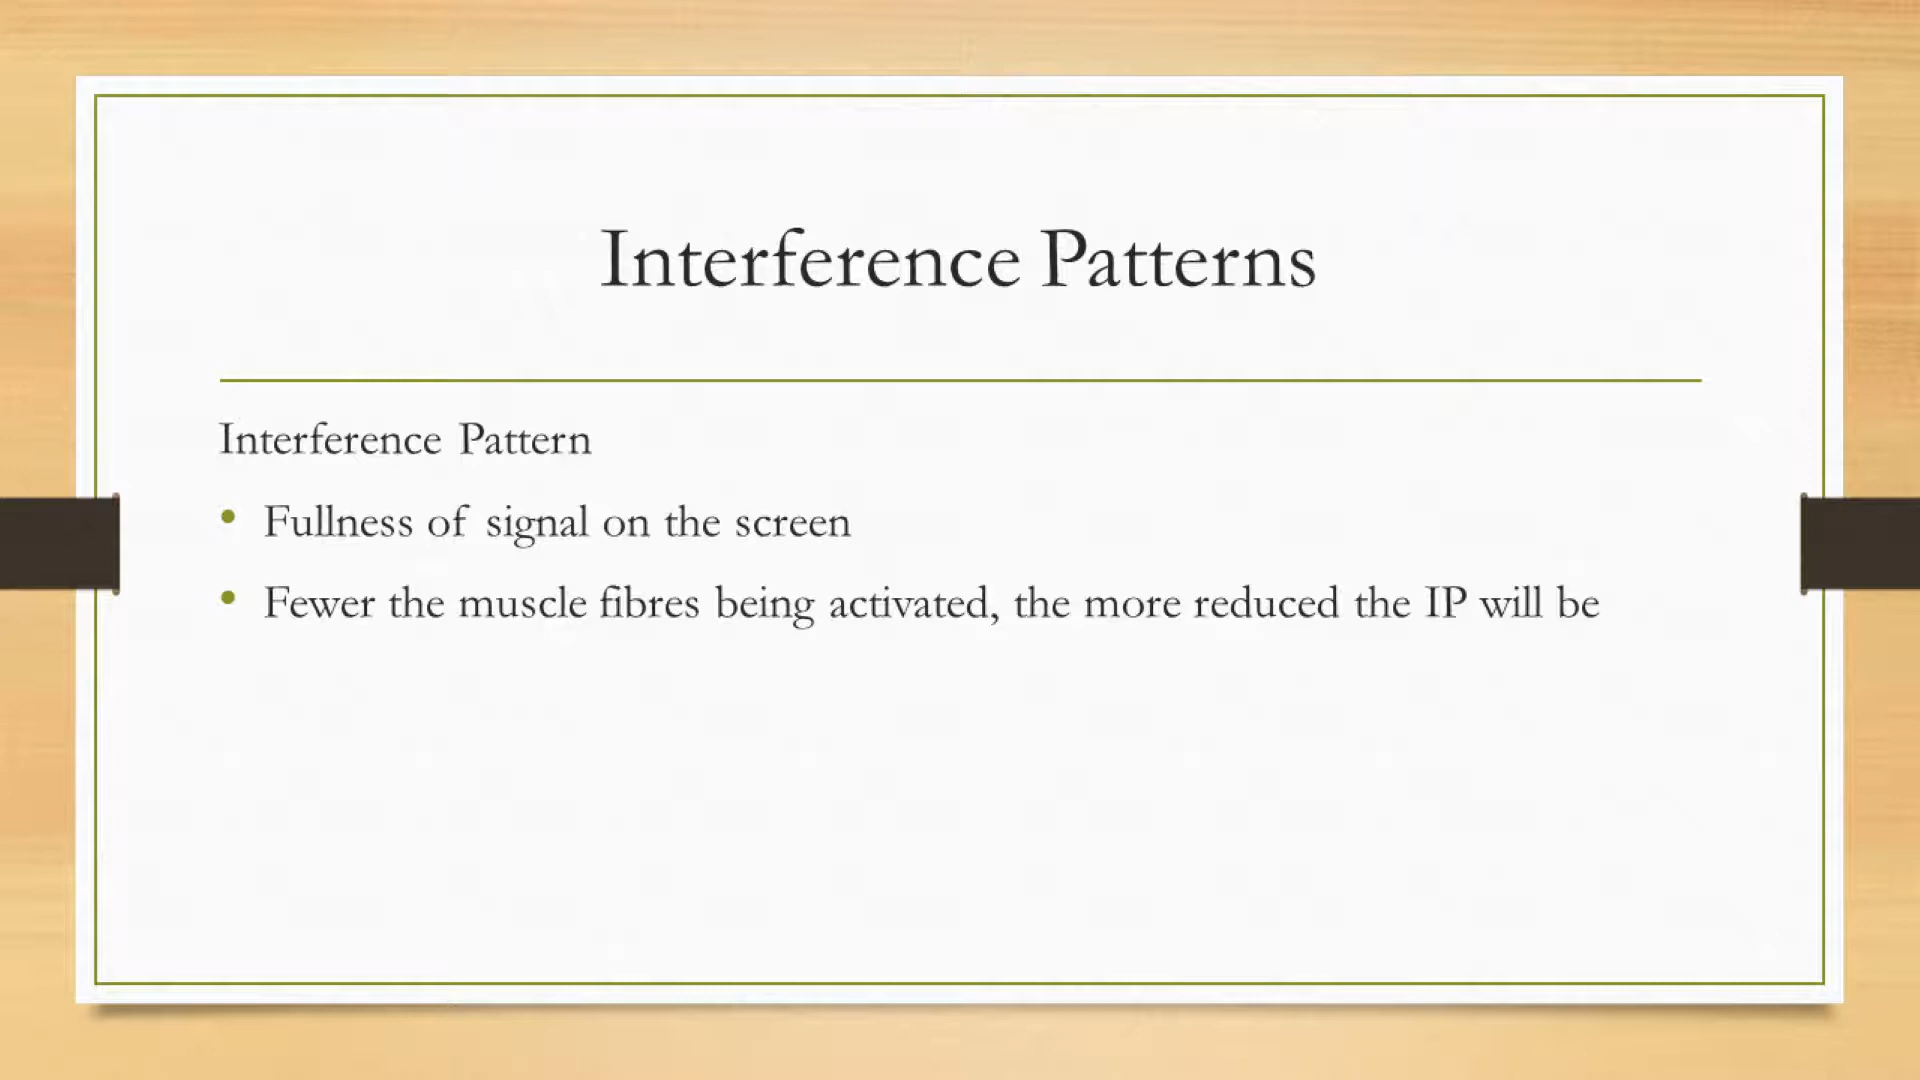 Interference Patterns
Interference Pattern
• Fullness of signal on the screen
• Fewer the muscle fibres being activated, the more reduced the IP will be